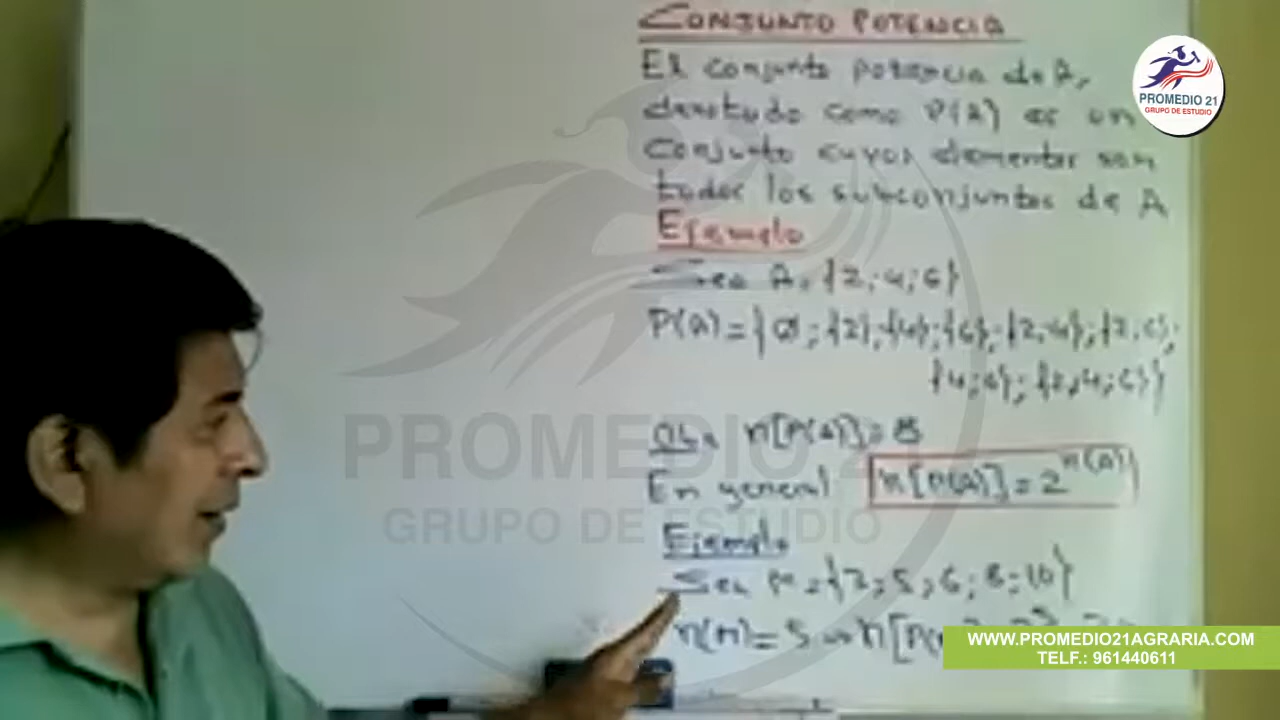 CONJUNTO POTENCIA
El conjunto potencia de A,
denotado como P(A) es un
conjunto cuyos elementos son
todos los subconjuntos de A
Ejemplo
Sea A = {2; 4; 6}
P(A) = {Ø; {2}; {4}; {6}; {2;4}; {2;6};
{4;6}; {2;4;6}}
Obs n[P(A)] = 8
En general n[P(A)] = 2^n(A)
Ejemplo
Sea M = {2; 5; 6; 8; 10}
n(M) = 5 → n[P(
PROMEDIO 21
GRUPO DE ESTUDIO
PROMEDIO 21
GRUPO DE ESTUDIO
WWW.PROMEDIO21AGRARIA.COM
TELF.: 961440611